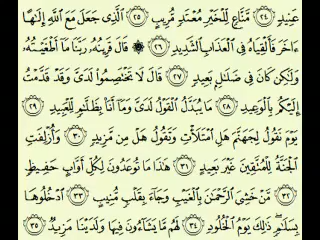 عَنِيدٍ ٢٤ مَّنَّاعٍ لِّلْخَيْرِ مُعْتَدٍ مُّرِيبٍ ٢٥ ٱلَّذِى جَعَلَ مَعَ ٱللَّهِ إِلَـٰهًا
ءَاخَرَ فَأَلْقِيَاهُ فِى ٱلْعَذَابِ ٱلشَّدِيدِ ٢٦ ۞ قَالَ قَرِينُهُۥ رَبَّنَا مَآ أَطْغَيْتُهُۥ
وَلَـٰكِن كَانَ فِى ضَلَـٰلٍۭ بَعِيدٍ ٢٧ قَالَ لَا تَخْتَصِمُوا۟ لَدَىَّ وَقَدْ قَدَّمْتُ
إِلَيْكُم بِٱلْوَعِيدِ ٢٨ مَا يُبَدَّلُ ٱلْقَوْلُ لَدَىَّ وَمَآ أَنَا۠ بِظَلَّـٰمٍ لِّلْعَبِيدِ ٢٩
يَوْمَ نَقُولُ لِجَهَنَّمَ هَلِ ٱمْتَلَأْتِ وَتَقُولُ هَلْ مِن مَّزِيدٍ ٣٠ وَأُزْلِفَتِ
ٱلْجَنَّةُ لِلْمُتَّقِينَ غَيْرَ بَعِيدٍ ٣١ هَـٰذَا مَا تُوعَدُونَ لِكُلِّ أَوَّابٍ حَفِيظٍ
٣٢ مَّنْ خَشِىَ ٱلرَّحْمَـٰنَ بِٱلْغَيْبِ وَجَآءَ بِقَلْبٍ مُّنِيبٍ ٣٣ ٱدْخُلُوهَا
بِسَلَـٰمٍ ۖ ذَٰلِكَ يَوْمُ ٱلْخُلُودِ ٣٤ لَهُم مَّا يَشَآءُونَ فِيهَا وَلَدَيْنَا مَزِيدٌ ٣٥